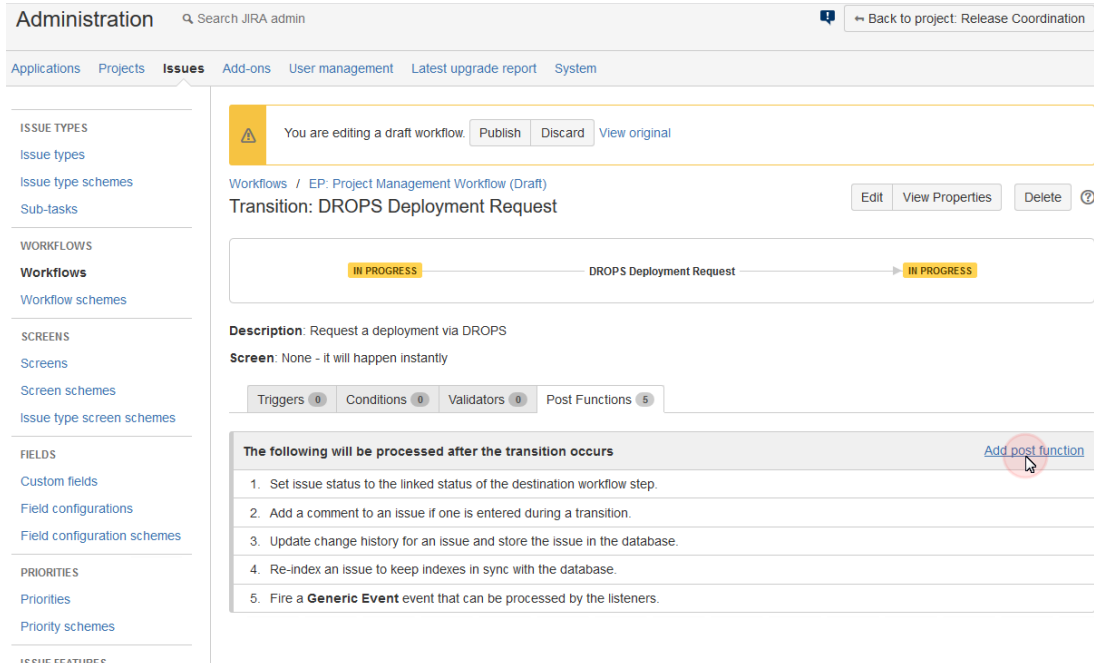 Administration
Search JIRA admin
Back to project: Release Coordination
Applications Projects Issues Add-ons User management Latest upgrade report System
ISSUE TYPES
Issue types
Issue type schemes
Sub-tasks
WORKFLOWS
Workflows
Workflow schemes
SCREENS
Screens
Screen schemes
Issue type screen schemes
FIELDS
Custom fields
Field configurations
Field configuration schemes
PRIORITIES
Priorities
Priority schemes
ISSUE FEATURES
You are editing a draft workflow. Publish Discard View original
Workflows / EP: Project Management Workflow (Draft)
Transition: DROPS Deployment Request
Edit View Properties Delete ?
IN PROGRESS DROPS Deployment Request IN PROGRESS
Description: Request a deployment via DROPS
Screen: None - it will happen instantly
Triggers 0 Conditions 0 Validators 0 Post Functions 5
The following will be processed after the transition occurs Add post function
1. Set issue status to the linked status of the destination workflow step.
2. Add a comment to an issue if one is entered during a transition.
3. Update change history for an issue and store the issue in the database.
4. Re-index an issue to keep indexes in sync with the database.
5. Fire a Generic Event event that can be processed by the listeners.